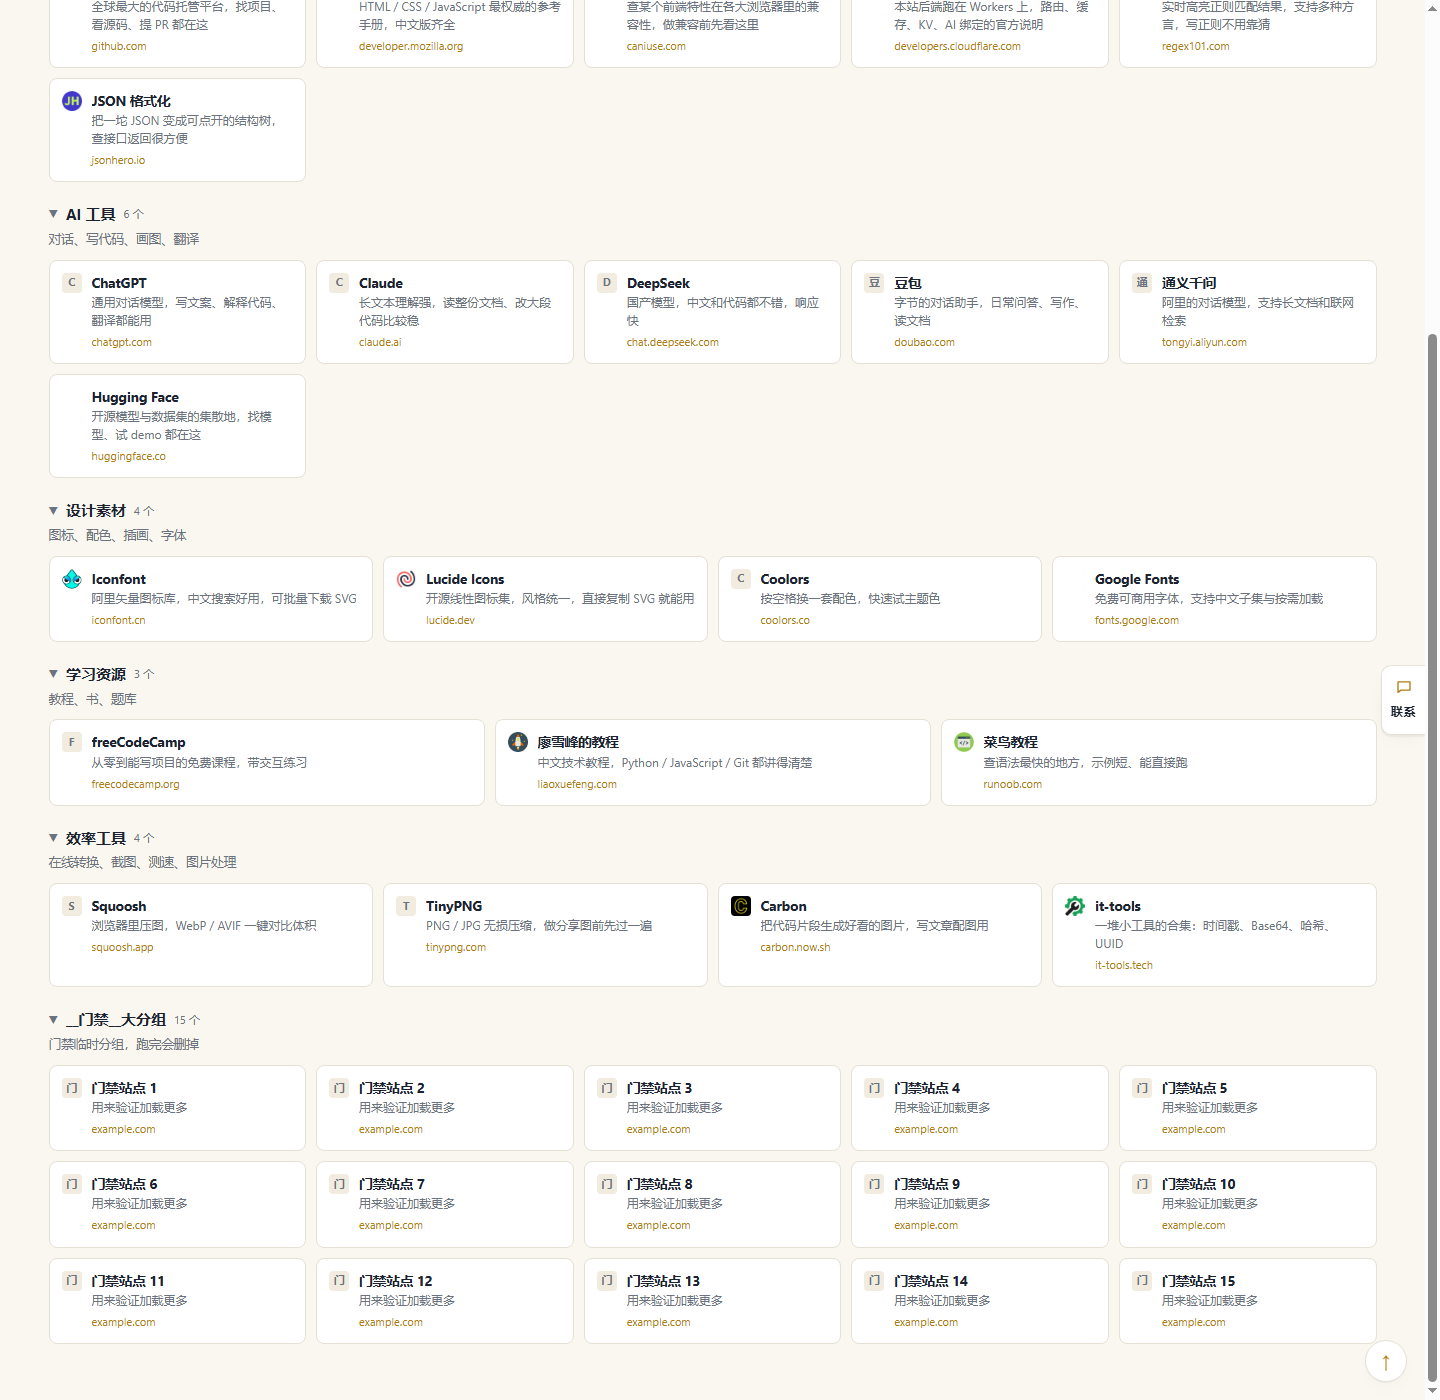 全球最大的代码托管平台，找项目、
看源码、提 PR 都在这
github.com
HTML / CSS / JavaScript 最权威的参考
手册，中文版齐全
developer.mozilla.org
查某个前端特性在各大浏览器里的兼
容性，做兼容前先看这里
caniuse.com
本站后端跑在 Workers 上，路由、缓
存、KV、AI 绑定的官方说明
developers.cloudflare.com
实时高亮正则匹配结果，支持多种方
言，写正则不用靠猜
regex101.com
JH
JSON 格式化
把一坨 JSON 变成可点开的结构树，
查接口返回很方便
jsonhero.io
▼ AI 工具 6 个
对话、写代码、画图、翻译
C
ChatGPT
通用对话模型，写文案、解释代码、
翻译都能用
chatgpt.com
C
Claude
长文本理解强，读整份文档、改大段
代码比较稳
claude.ai
D
DeepSeek
国产模型，中文和代码都不错，响应
快
chat.deepseek.com
豆
豆包
字节的对话助手，日常问答、写作、
读文档
doubao.com
通
通义千问
阿里的对话模型，支持长文档和联网
检索
tongyi.aliyun.com
Hugging Face
开源模型与数据集的集散地，找模
型、试 demo 都在这
huggingface.co
▼ 设计素材 4 个
图标、配色、插画、字体
Iconfont
阿里矢量图标库，中文搜索好用，可批量下载 SVG
iconfont.cn
Lucide Icons
开源线性图标集，风格统一，直接复制 SVG 就能用
lucide.dev
C
Coolors
按空格换一套配色，快速试主题色
coolors.co
Google Fonts
免费可商用字体，支持中文子集与按需加载
fonts.google.com
▼ 学习资源 3 个
教程、书、题库
F
freeCodeCamp
从零到能写项目的免费课程，带交互练习
freecodecamp.org
廖雪峰的教程
中文技术教程，Python / JavaScript / Git 都讲得清楚
liaoxuefeng.com
菜鸟教程
查语法最快的地方，示例短、能直接跑
runoob.com
联系
▼ 效率工具 4 个
在线转换、截图、测速、图片处理
S
Squoosh
浏览器里压图，WebP / AVIF 一键对比体积
squoosh.app
T
TinyPNG
PNG / JPG 无损压缩，做分享图前先过一遍
tinypng.com
C
Carbon
把代码片段生成好看的图片，写文章配图用
carbon.now.sh
it-tools
一堆小工具的合集：时间戳、Base64、哈希、
UUID
it-tools.tech
▼ __门禁__大分组 15 个
门禁临时分组，跑完会删掉
门
门禁站点 1
用来验证加载更多
example.com
门
门禁站点 2
用来验证加载更多
example.com
门
门禁站点 3
用来验证加载更多
example.com
门
门禁站点 4
用来验证加载更多
example.com
门
门禁站点 5
用来验证加载更多
example.com
门
门禁站点 6
用来验证加载更多
example.com
门
门禁站点 7
用来验证加载更多
example.com
门
门禁站点 8
用来验证加载更多
example.com
门
门禁站点 9
用来验证加载更多
example.com
门
门禁站点 10
用来验证加载更多
example.com
门
门禁站点 11
用来验证加载更多
example.com
门
门禁站点 12
用来验证加载更多
example.com
门
门禁站点 13
用来验证加载更多
example.com
门
门禁站点 14
用来验证加载更多
example.com
门
门禁站点 15
用来验证加载更多
example.com
↑